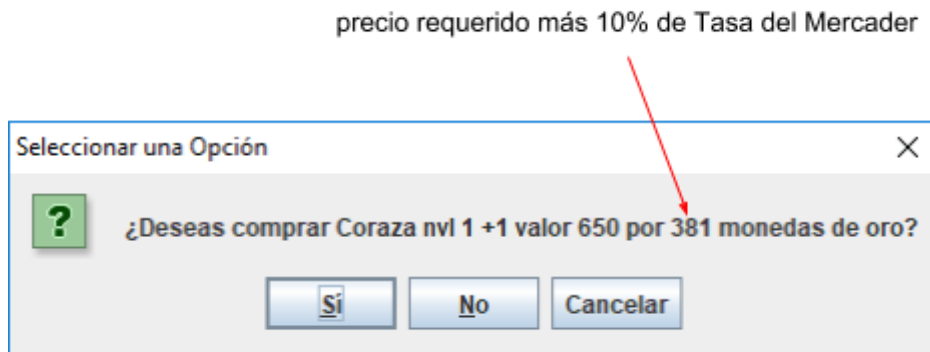 precio requerido más 10% de Tasa del Mercader
Seleccionar una Opción
¿Deseas comprar Coraza nvl 1 +1 valor 650 por 381 monedas de oro?
Sí
No
Cancelar